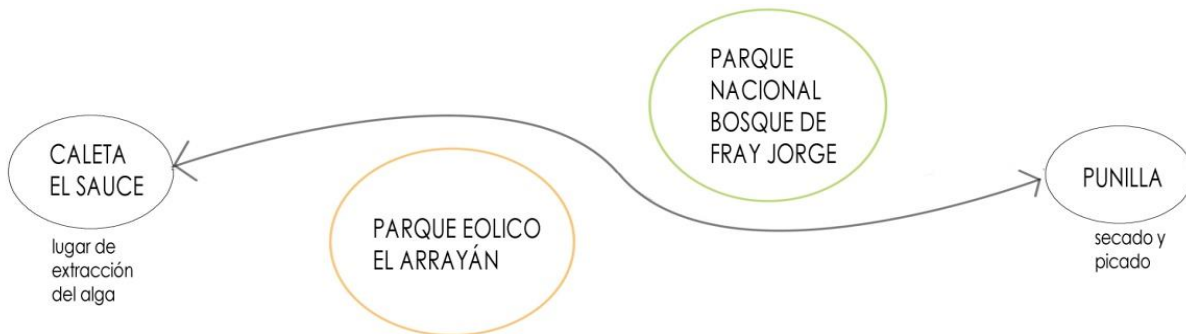 CALETA
EL SAUCE
lugar de
extracción
del alga
PARQUE EOLICO
EL ARRAYÁN
PARQUE
NACIONAL
BOSQUE DE
FRAY JORGE
PUNILLA
secado y
picado